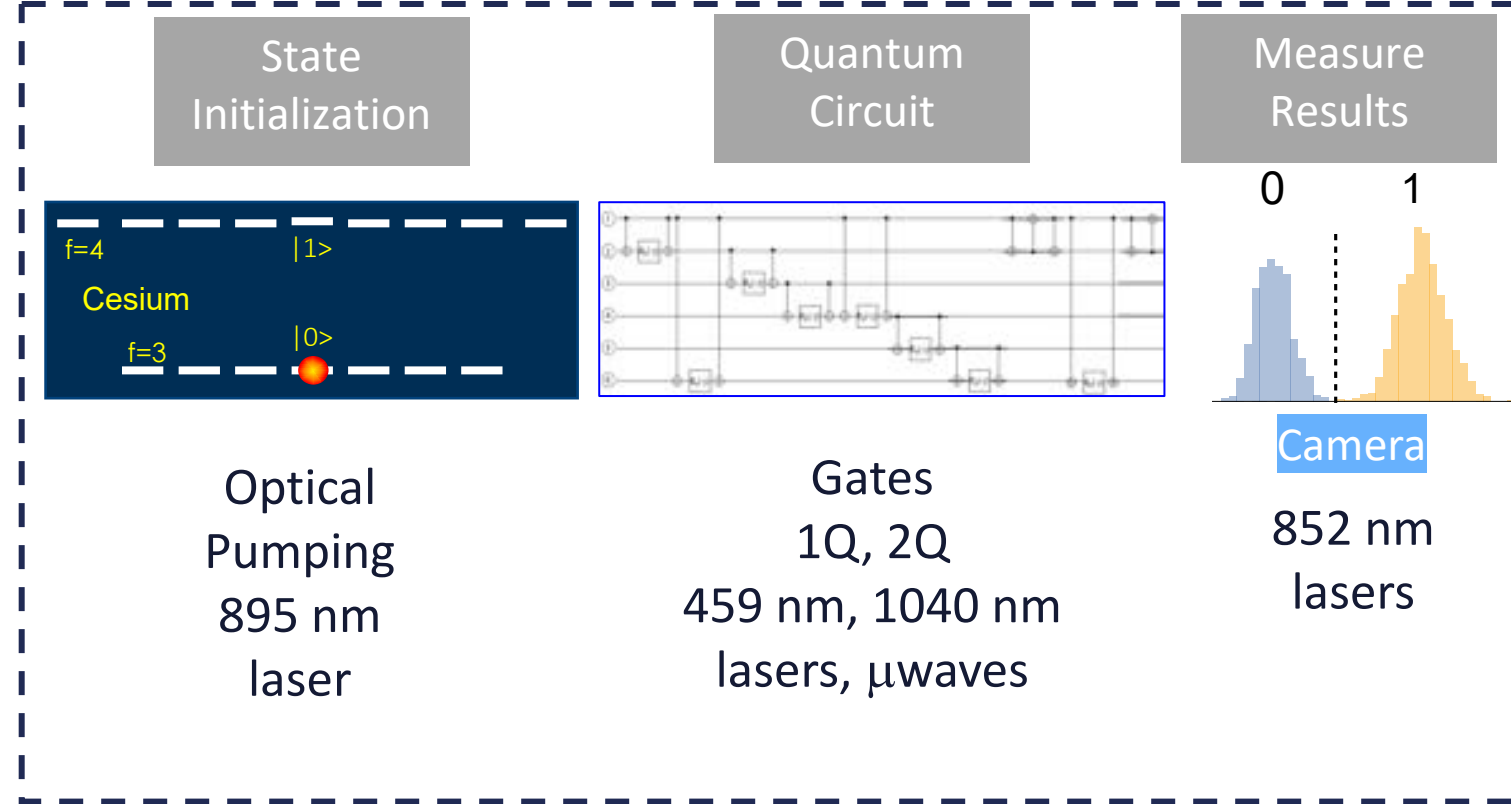 State
Initialization
f=4
|1>
Cesium
|0>
f=3
Optical
Pumping
895 nm
laser
Quantum
Circuit
Gates
1Q, 2Q
459 nm, 1040 nm
lasers, μwaves
Measure
Results
0 1
Camera
852 nm
lasers